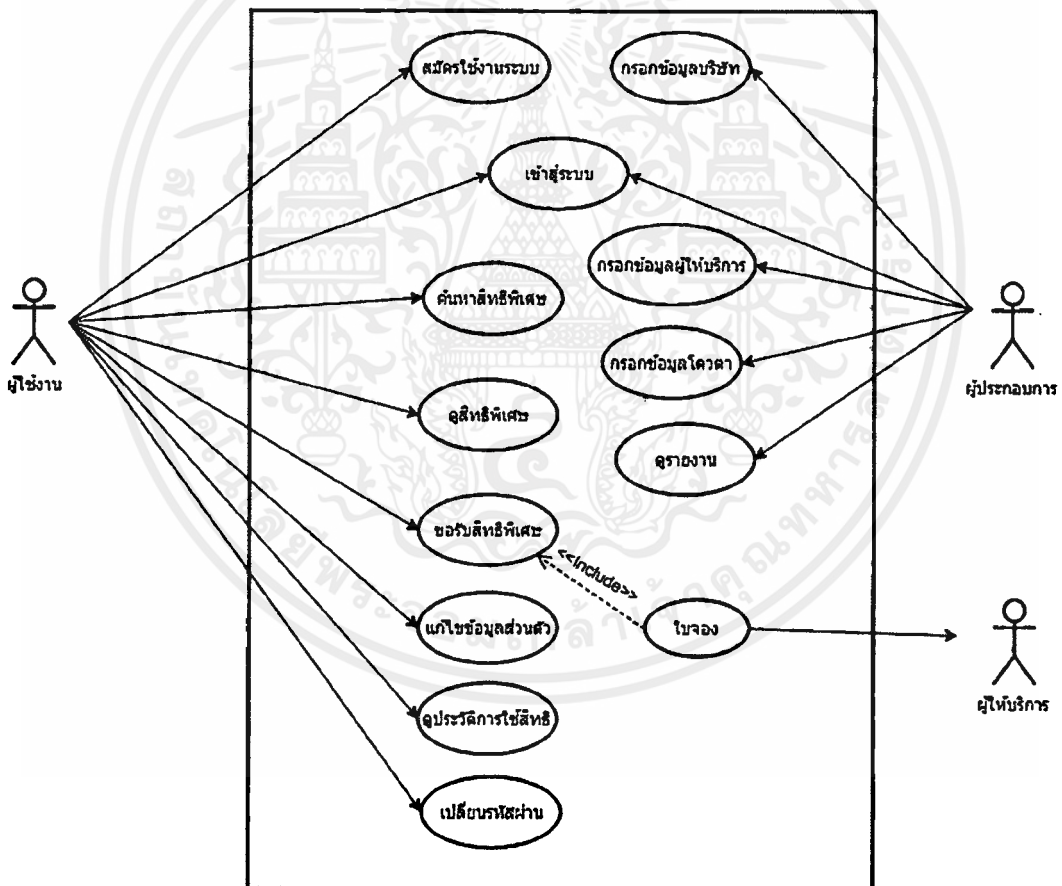 สมัครใช้งานระบบ
กรอกข้อมูลบริษัท
เข้าสู่ระบบ
กรอกข้อมูลผู้ให้บริการ
ค้นหาสิทธิพิเศษ
ผู้ใช้งาน
ผู้ประกอบการ
กรอกข้อมูลโควตา
ดูสิทธิพิเศษ
ดูรายงาน
ขอรับสิทธิพิเศษ
<<include>>
แก้ไขข้อมูลส่วนตัว
ใบจอง
ผู้ให้บริการ
ดูประวัติการใช้สิทธิ
เปลี่ยนรหัสผ่าน